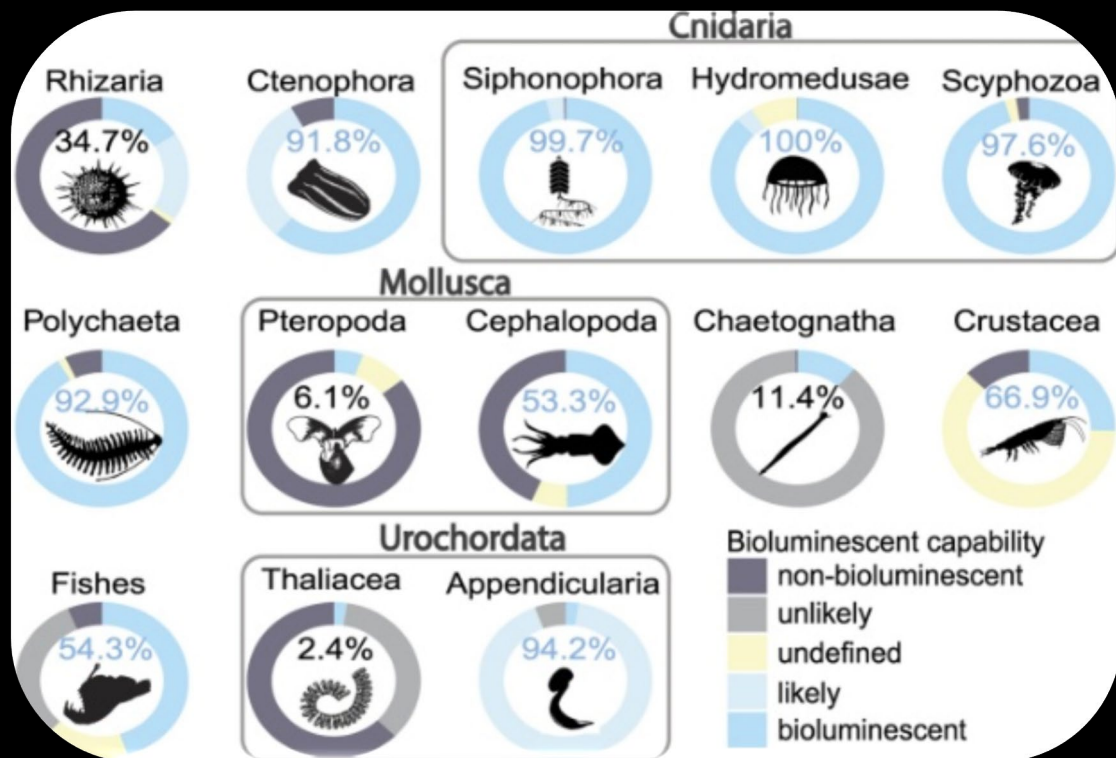 Cnidaria
Rhizaria
34.7%
Ctenophora
91.8%
Siphonophora
99.7%
Hydromedusae
100%
Scyphozoa
97.6%
Polychaeta
92.9%
Mollusca
Pteropoda
6.1%
Cephalopoda
53.3%
Chaetognatha
11.4%
Crustacea
66.9%
Fishes
54.3%
Urochordata
Thaliacea
2.4%
Appendicularia
94.2%
Bioluminescent capability
non-bioluminescent
unlikely
undefined
likely
bioluminescent